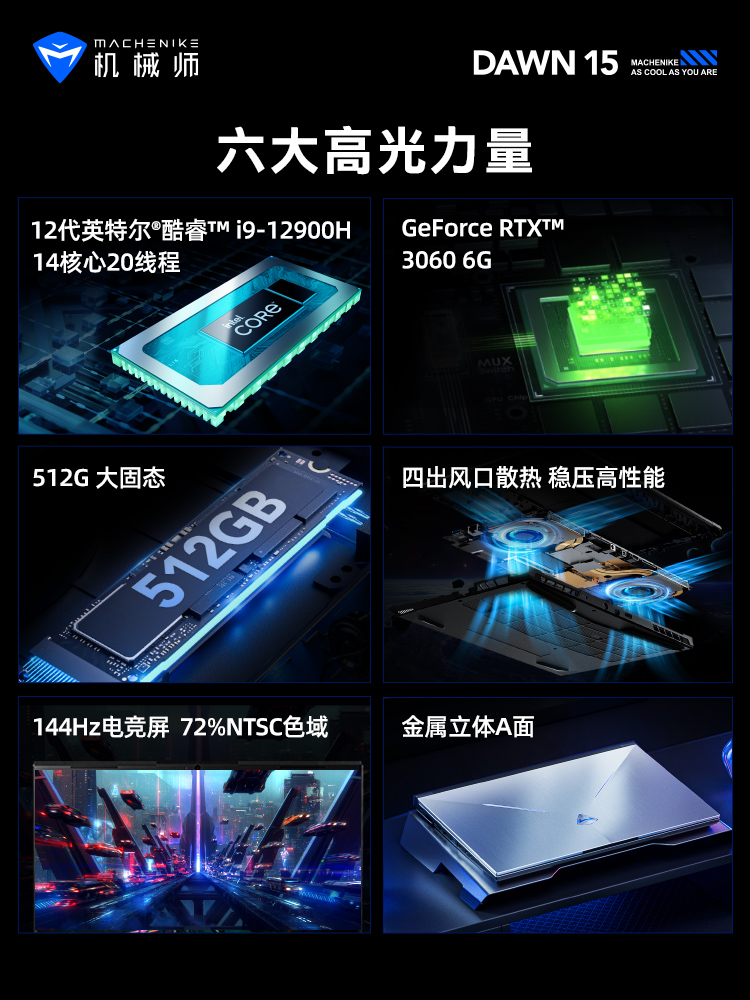 MACHENIKE
机械师
DAWN 15
MACHENIKE
AS COOL AS YOU ARE
六大高光力量
12代英特尔®酷睿™ i9-12900H
14核心20线程
intel
CORE
GeForce RTX™
3060 6G
MUX
Switch
GPU Chip
512G 大固态
512GB
四出风口散热 稳压高性能
144Hz电竞屏 72%NTSC色域
金属立体A面